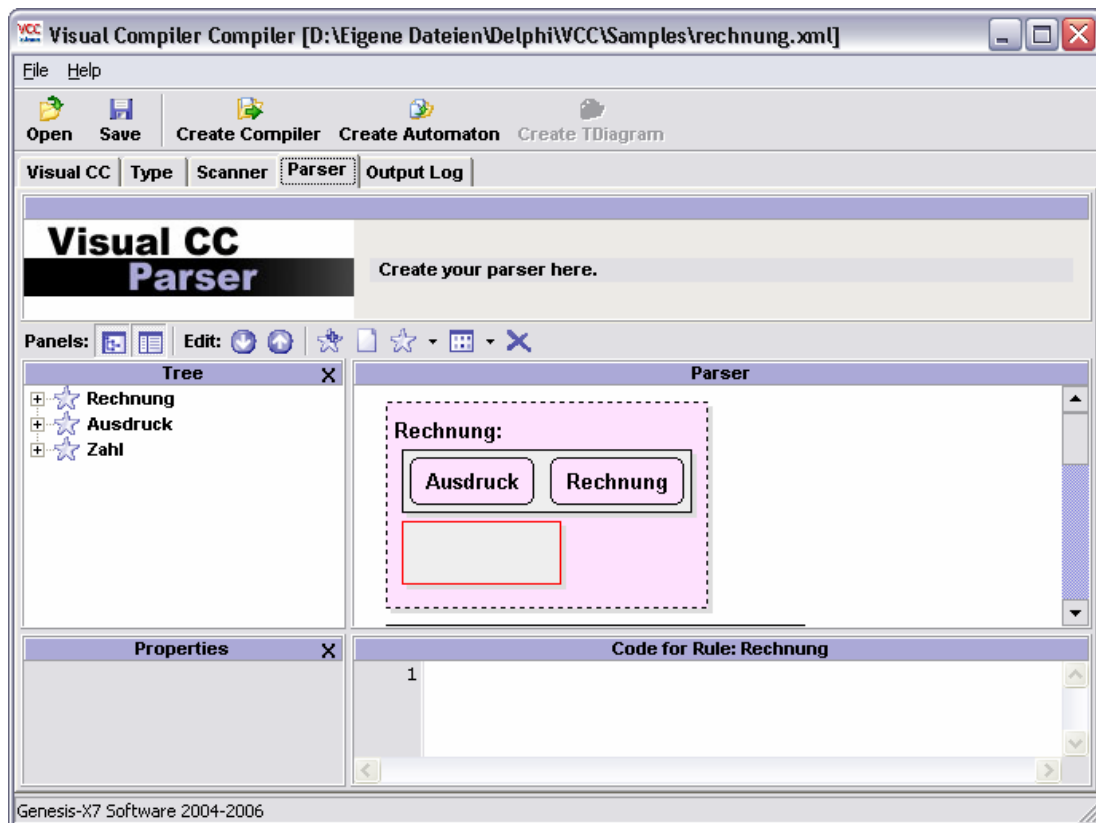 Visual Compiler Compiler [D:\Eigene Dateien\Delphi\VCC\Samples\rechnung.xml]
File Help
Open Save Create Compiler Create Automaton Create TDiagram
Visual CC Type Scanner Parser Output Log
Visual CC
Parser
Create your parser here.
Panels: Edit:
Tree X
Parser
Rechnung
Ausdruck
Zahl
Rechnung:
Ausdruck Rechnung
Properties X
Code for Rule: Rechnung
1
Genesis-X7 Software 2004-2006